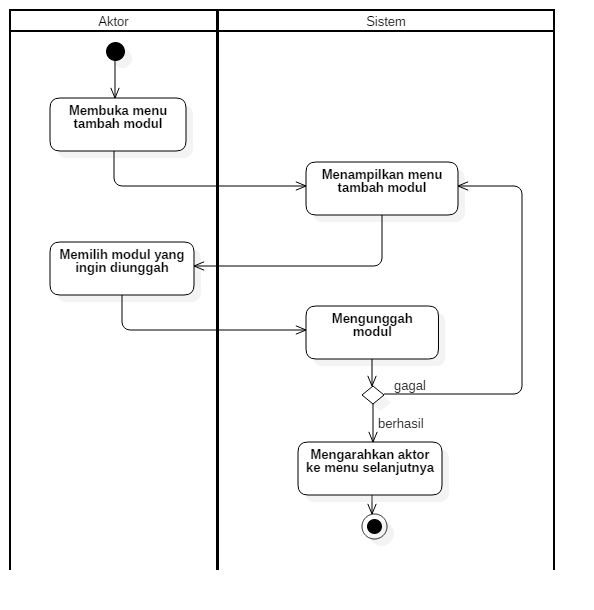 Aktor
Sistem
Membuka menu
tambah modul
Menampilkan menu
tambah modul
Memilih modul yang
ingin diunggah
Mengunggah
modul
gagal
berhasil
Mengarahkan aktor
ke menu selanjutnya